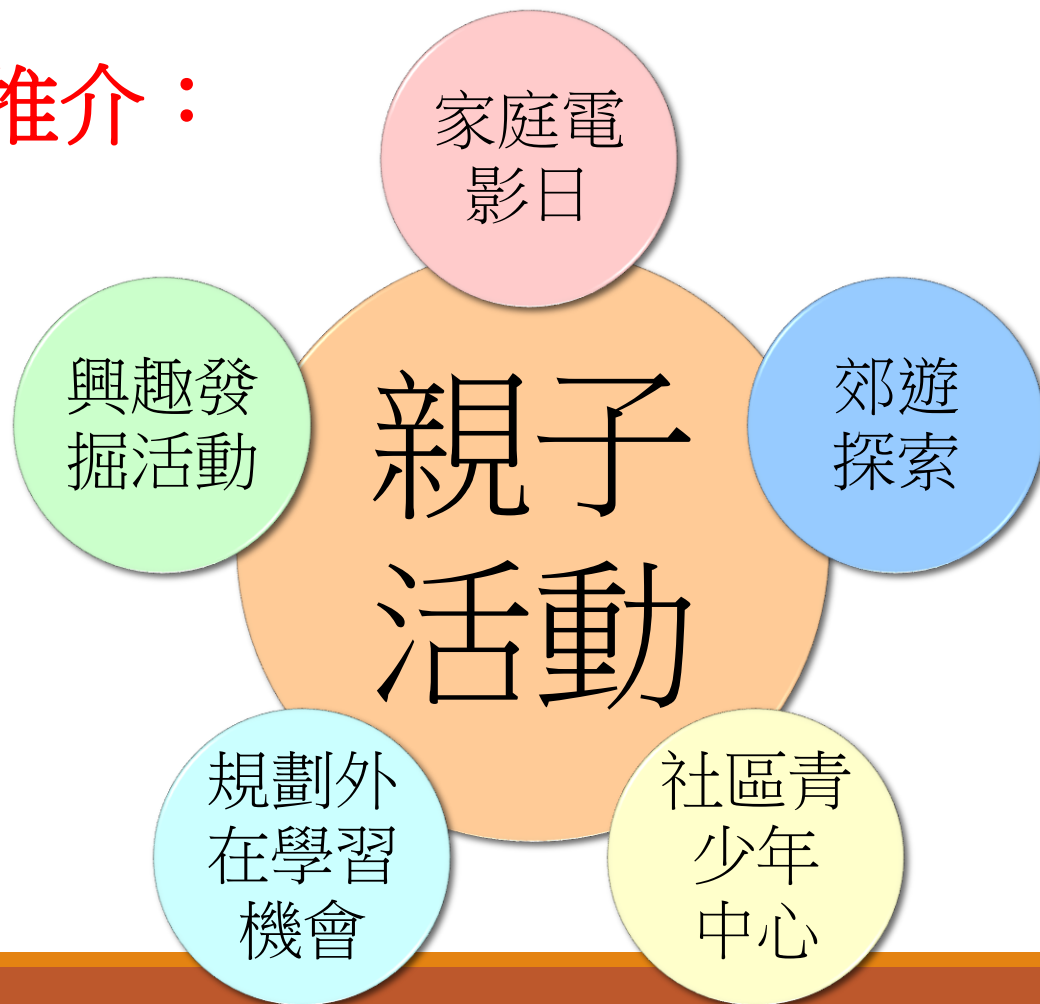 推介：
家庭電
影日
興趣發
掘活動
郊遊
探索
親子
活動
規劃外
在學習
機會
社區青
少年
中心